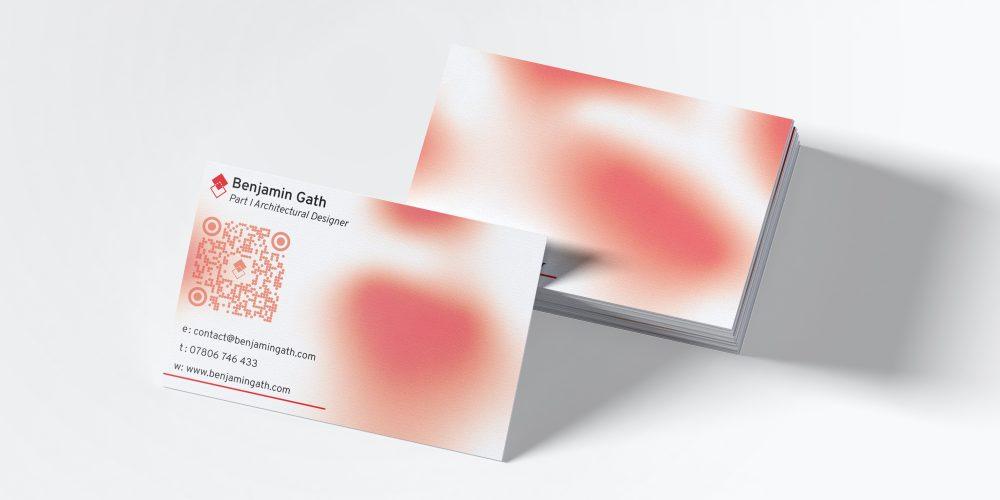 Benjamin Gath
Part I Architectural Designer
e: contact@benjamingath.com
t: 07806 746 433
w: www.benjamingath.com